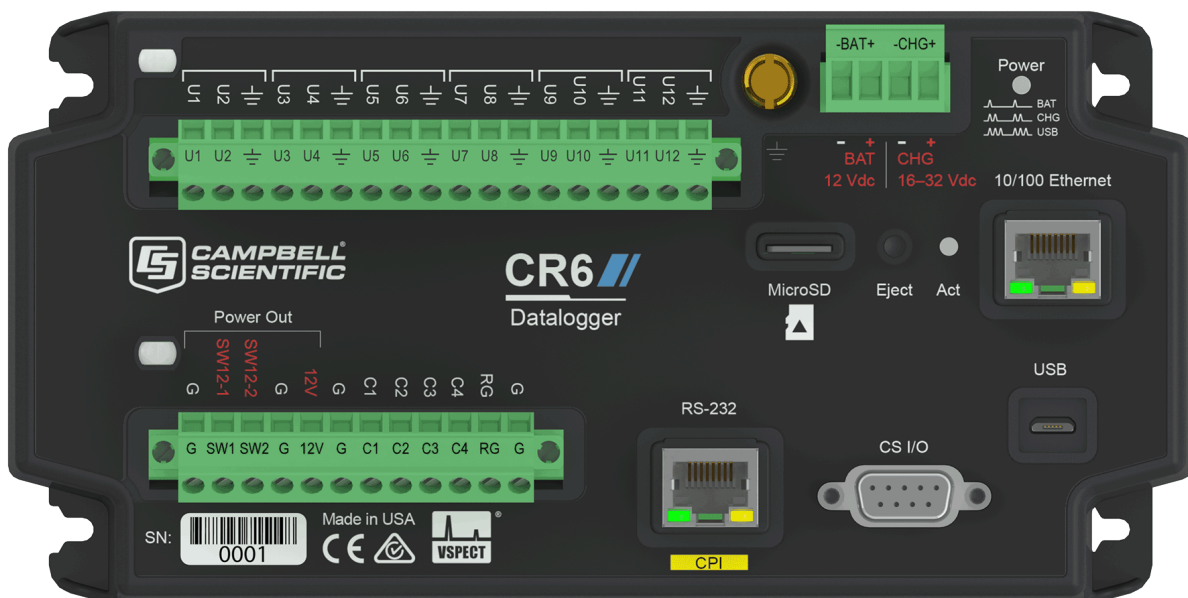 -BAT+ -CHG+
Power
BAT
CHG
USB
U1 U2 U3 U4 U5 U6 U7 U8 U9 U10 U11 U12
U1 U2 U3 U4 U5 U6 U7 U8 U9 U10 U11 U12
- + - +
BAT CHG
12 Vdc 16–32 Vdc
10/100 Ethernet
CAMPBELL®
SCIENTIFIC
CR6
Datalogger
MicroSD Eject Act
Power Out
G SW12-1 SW12-2 G 12V G C1 C2 C3 C4 RG G
G SW1 SW2 G 12V G C1 C2 C3 C4 RG G
USB
RS-232
CS I/O
SN:
0001
Made in USA
CE
VSPECT
®
CPI